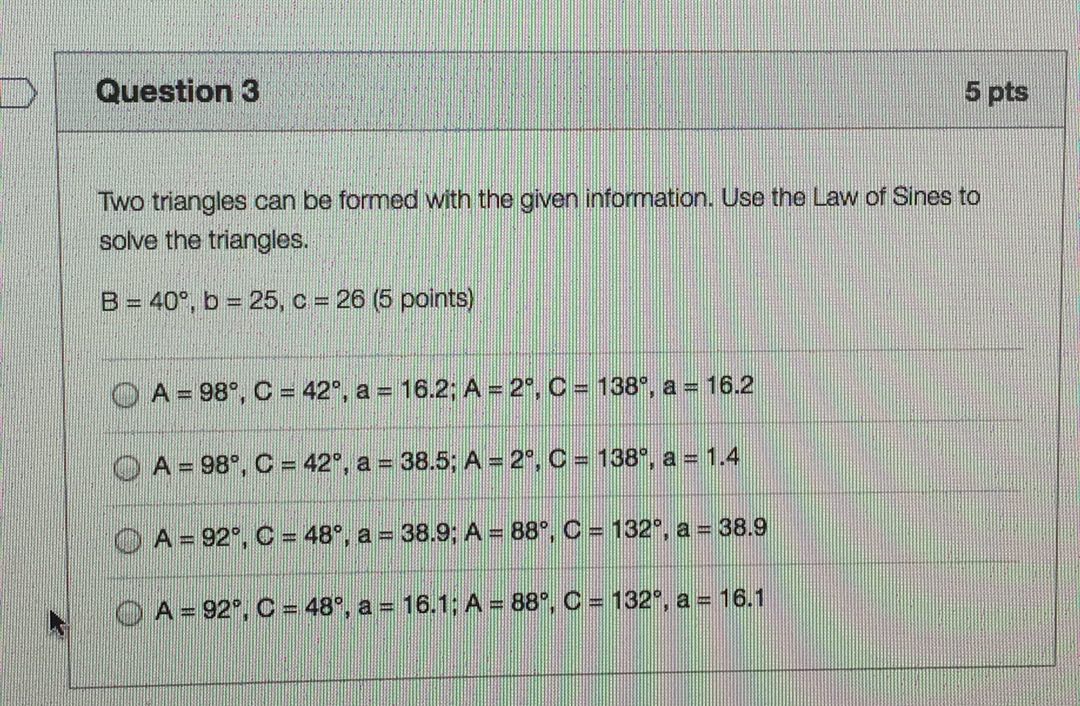 Question 3
5 pts
Two triangles can be formed with the given information. Use the Law of Sines to
solve the triangles.
B = 40°, b = 25, c = 26 (5 points)
A = 98°, C = 42°, a = 16.2; A = 2°, C = 138°, a = 16.2
A = 98°, C = 42°, a = 38.5; A = 2°, C = 138°, a = 1.4
A = 92°, C = 48°, a = 38.9; A = 88°, C = 132°, a = 38.9
A = 92°, C = 48°, a = 16.1; A = 88°, C = 132°, a = 16.1